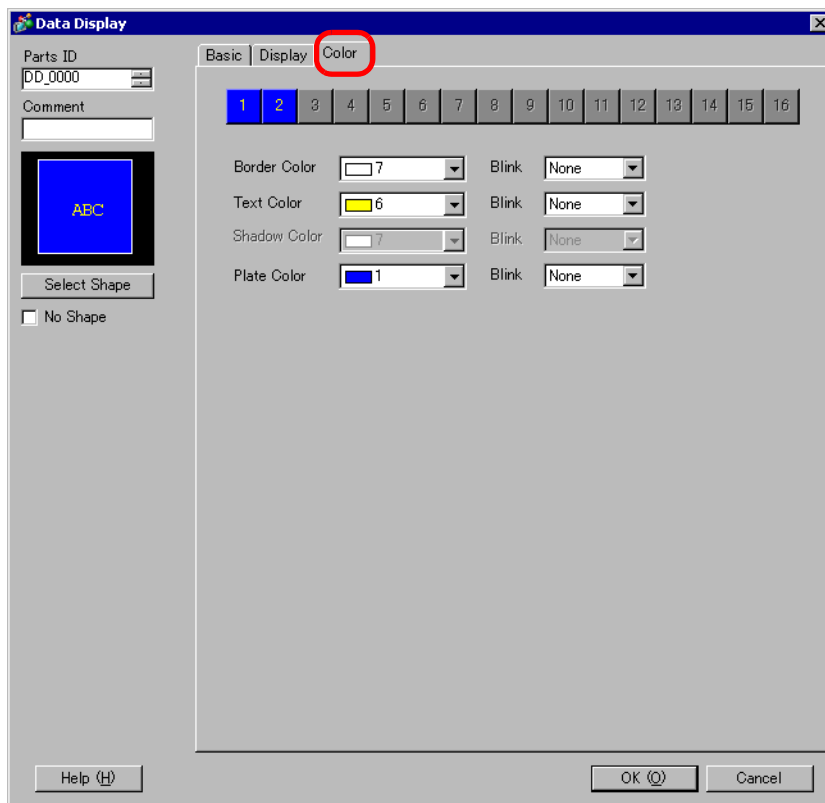 Data Display
Parts ID
DD_0000
Comment
ABC
Select Shape
No Shape
Basic Display Color
1 2 3 4 5 6 7 8 9 10 11 12 13 14 15 16
Border Color 7 Blink None
Text Color 6 Blink None
Shadow Color 7 Blink None
Plate Color 1 Blink None
Help (H) OK (O) Cancel